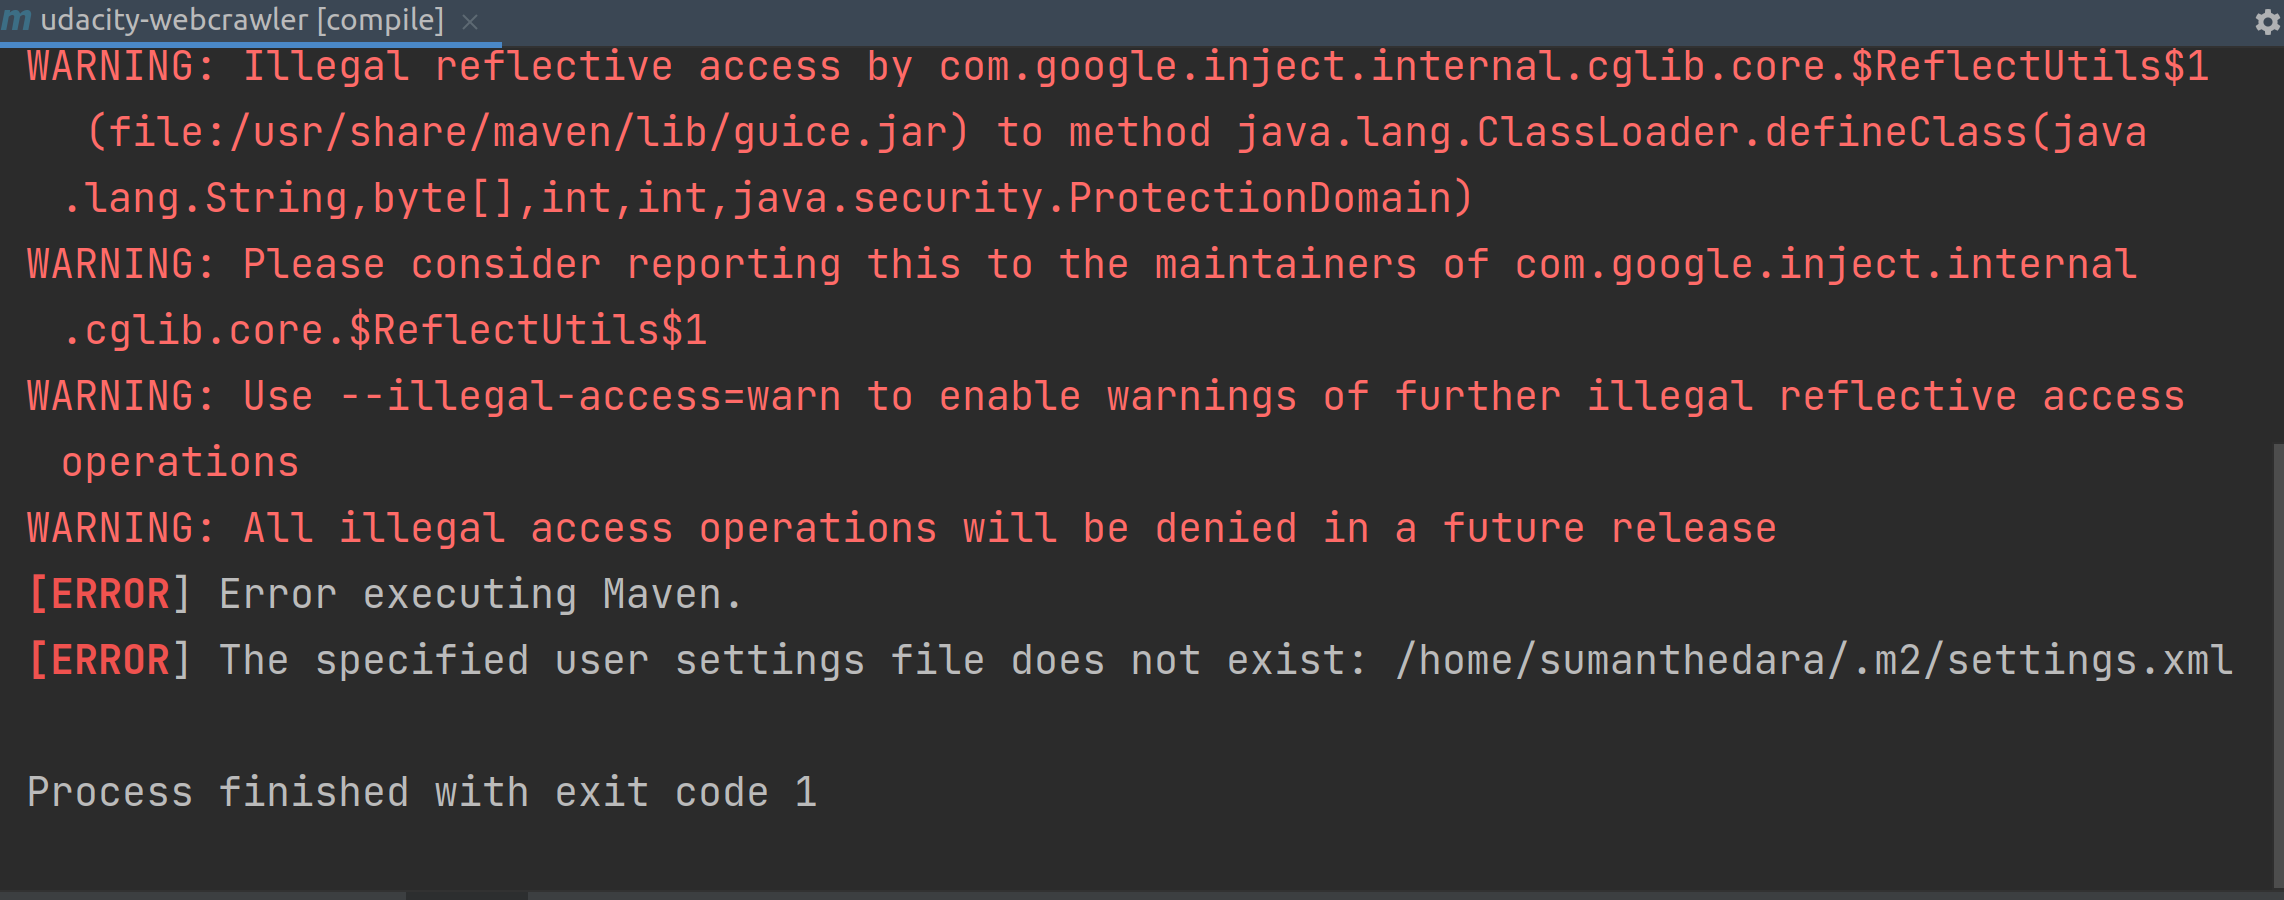 m udacity-webcrawler [compile] ×
WARNING: Illegal reflective access by com.google.inject.internal.cglib.core.$ReflectUtils$1
(file:/usr/share/maven/lib/guice.jar) to method java.lang.ClassLoader.defineClass(java
.lang.String,byte[],int,int,java.security.ProtectionDomain)
WARNING: Please consider reporting this to the maintainers of com.google.inject.internal
.cglib.core.$ReflectUtils$1
WARNING: Use --illegal-access=warn to enable warnings of further illegal reflective access
operations
WARNING: All illegal access operations will be denied in a future release
[ERROR] Error executing Maven.
[ERROR] The specified user settings file does not exist: /home/sumanthedara/.m2/settings.xml
Process finished with exit code 1